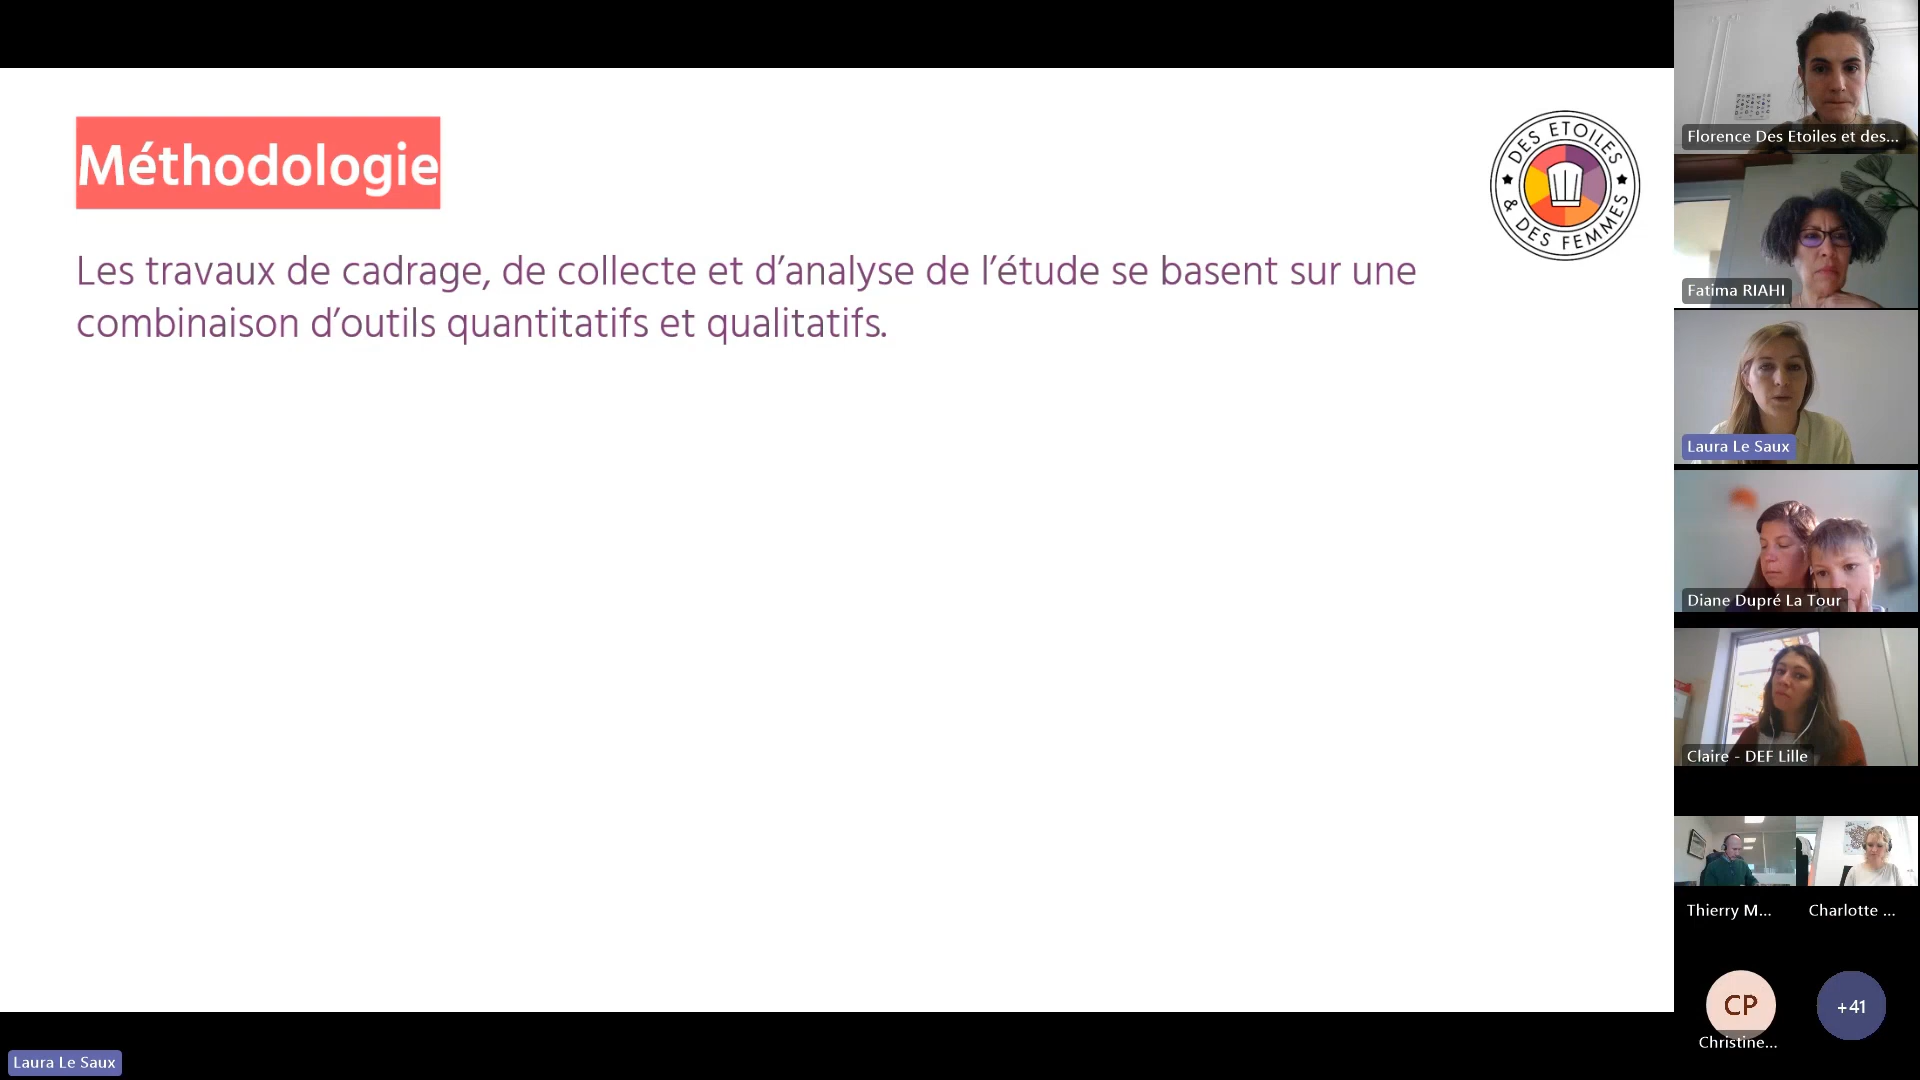 Méthodologie
Les travaux de cadrage, de collecte et d’analyse de l’étude se basent sur une
combinaison d’outils quantitatifs et qualitatifs.
DES ETOILES
& DES FEMMES
Florence Des Etoiles et des...
Fatima RIAHI
Laura Le Saux
Diane Dupré La Tour
Claire - DEF Lille
Thierry M...
Charlotte ...
CP
+41
Christine...
Laura Le Saux